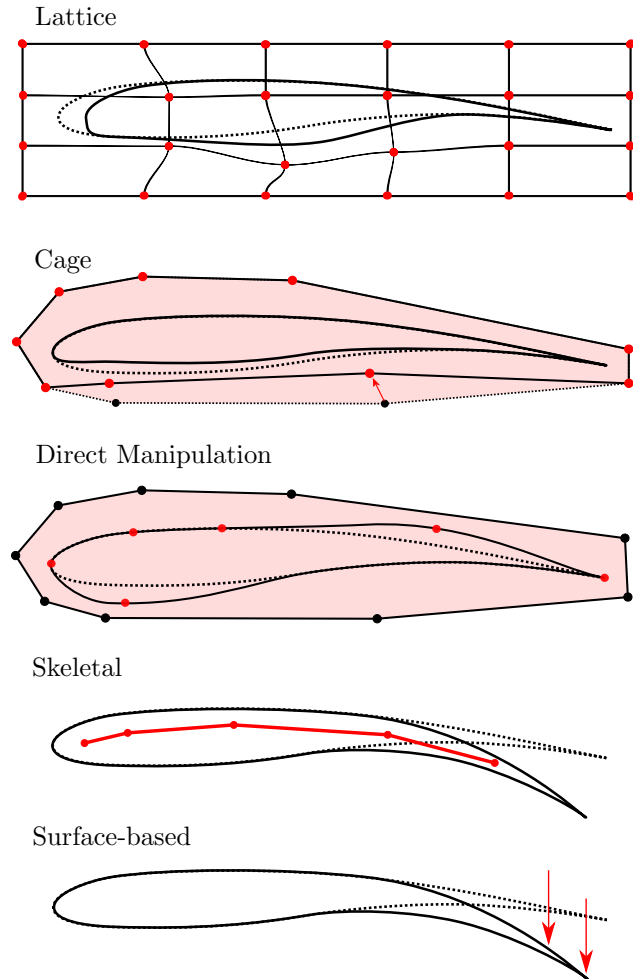 Lattice
Cage
Direct Manipulation
Skeletal
Surface-based